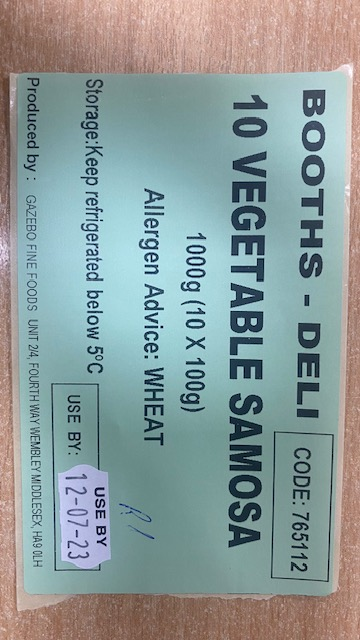 BOOTHS - DELI
CODE: 765112
10 VEGETABLE SAMOSA
1000g (10 X 100g)
Allergen Advice: WHEAT
Storage:Keep refrigerated below 5°C
USE BY:
USE BY
12-07-23
Produced by : GAZEBO FINE FOODS UNIT 2/4, FOURTH WAY WEMBLEY MIDDLESEX, HA9 0LH